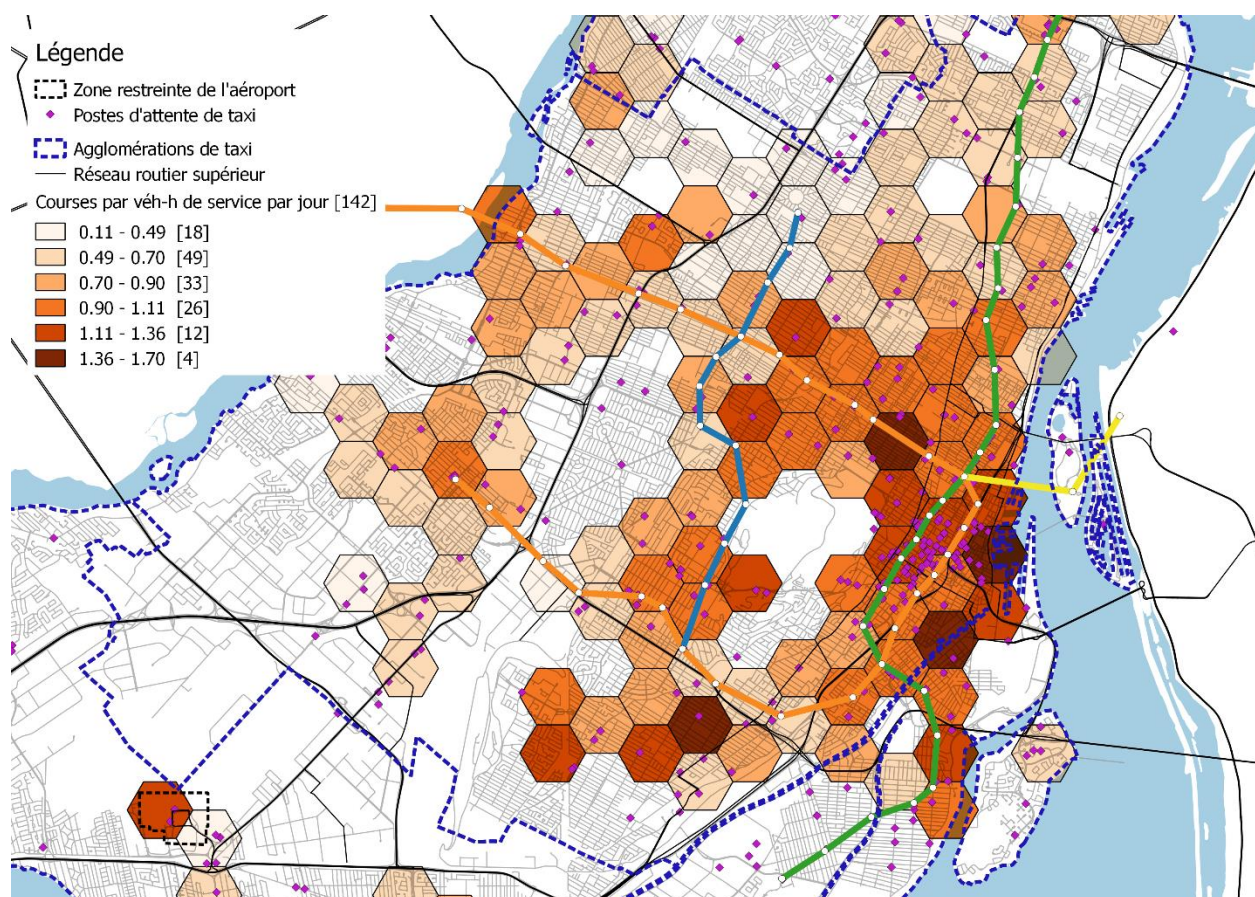 Légende
Zone restreinte de l'aéroport
Postes d'attente de taxi
Agglomérations de taxi
Réseau routier supérieur
Courses par véh-h de service par jour [142]
0.11 - 0.49 [18]
0.49 - 0.70 [49]
0.70 - 0.90 [33]
0.90 - 1.11 [26]
1.11 - 1.36 [12]
1.36 - 1.70 [4]